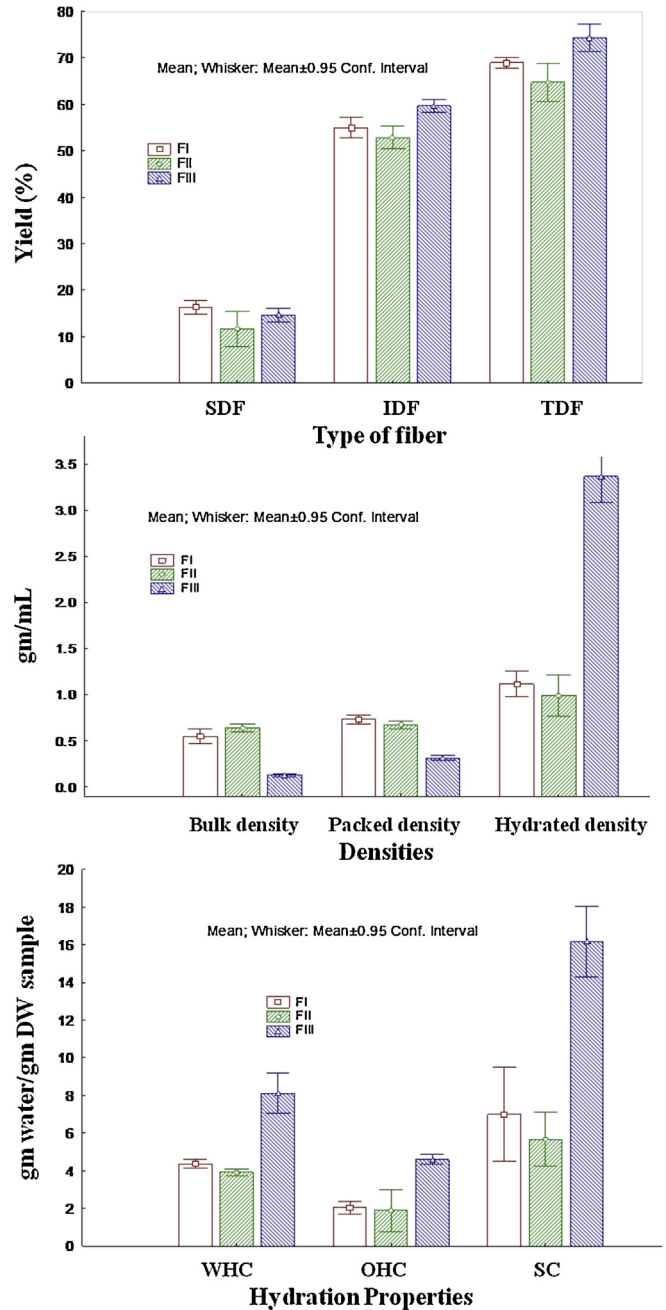 80
70
60
50
40
30
20
10
0
Yield (%)
Mean; Whisker: Mean±0.95 Conf. Interval
FI
FII
FIII
SDF IDF TDF
Type of fiber
3.5
3.0
2.5
2.0
1.5
1.0
0.5
0.0
gm/mL
Mean; Whisker: Mean±0.95 Conf. Interval
FI
FII
FIII
Bulk density Packed density Hydrated density
Densities
20
18
16
14
12
10
8
6
4
2
0
gm water/gm DW sample
Mean; Whisker: Mean±0.95 Conf. Interval
FI
FII
FIII
WHC OHC SC
Hydration Properties